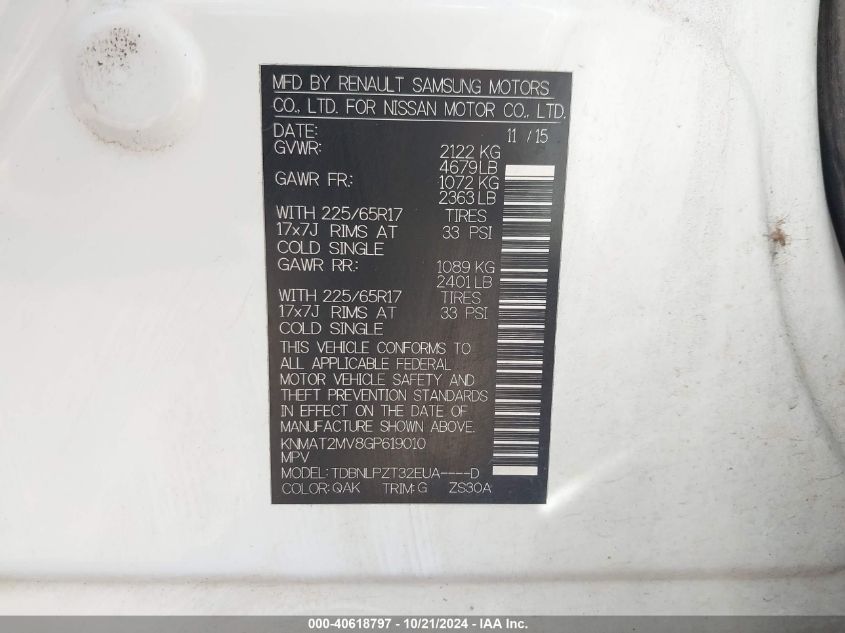 MFD BY RENAULT SAMSUNG MOTORS
CO., LTD. FOR NISSAN MOTOR CO., LTD.
DATE: 11 / 15
GVWR: 2122 KG
4679 LB
GAWR FR.: 1072 KG
2363 LB
WITH 225/65R17 TIRES
17x7J RIMS AT 33 PSI
COLD SINGLE
GAWR RR.: 1089 KG
2401 LB
WITH 225/65R17 TIRES
17x7J RIMS AT 33 PSI
COLD SINGLE
THIS VEHICLE CONFORMS TO
ALL APPLICABLE FEDERAL
MOTOR VEHICLE SAFETY AND
THEFT PREVENTION STANDARDS
IN EFFECT ON THE DATE OF
MANUFACTURE SHOWN ABOVE.
KNMAT2MV8GP619010
MPV
MODEL: TDBNLPZT32EUA----D
COLOR: QAK TRIM: G ZS30A
000-40618797 - 10/21/2024 - IAA, Inc.